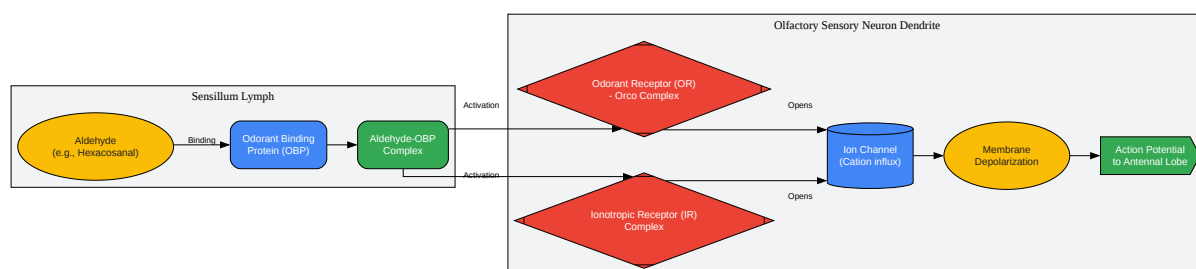 Olfactory Sensory Neuron Dendrite
Sensillum Lymph
Aldehyde
(e.g., Hexacosanal)
Binding
Odorant Binding
Protein (OBP)
Aldehyde-OBP
Complex
Activation
Activation
Odorant Receptor (OR)
- Orco Complex
Ionotropic Receptor (IR)
Complex
Opens
Opens
Ion Channel
(Cation influx)
Membrane
Depolarization
Action Potential
to Antennal Lobe